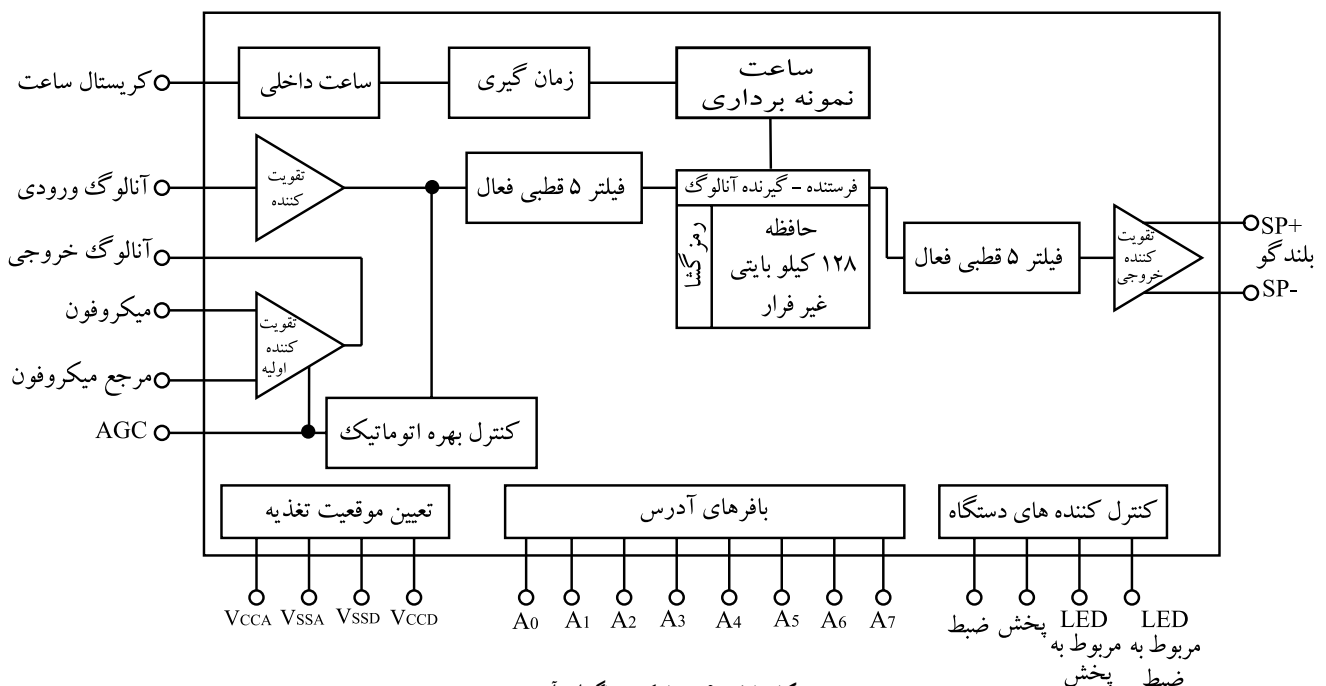 کریستال ساعت
ساعت داخلی
زمان گیری
ساعت
نمونه برداری
آنالوگ ورودی
تقویت
کننده
فیلتر ۵ قطبی فعال
فرستنده - گیرنده آنالوگ
رمز گشا
حافظه
۱۲۸ کیلو بایتی
غیر فرار
فیلتر ۵ قطبی فعال
تقویت
کننده
خروجی
SP+
بلندگو
SP-
آنالوگ خروجی
میکروفون
تقویت
کننده
اولیه
مرجع میکروفون
AGC
کنترل بهره اتوماتیک
تعیین موقعیت تغذیه
بافرهای آدرس
کنترل کننده های دستگاه
VCCA VSSA VSSD VCCD
A0 A1 A2 A3 A4 A5 A6 A7
ضبط
پخش
LED
مربوط به
پخش
LED
مربوط به
ضبط